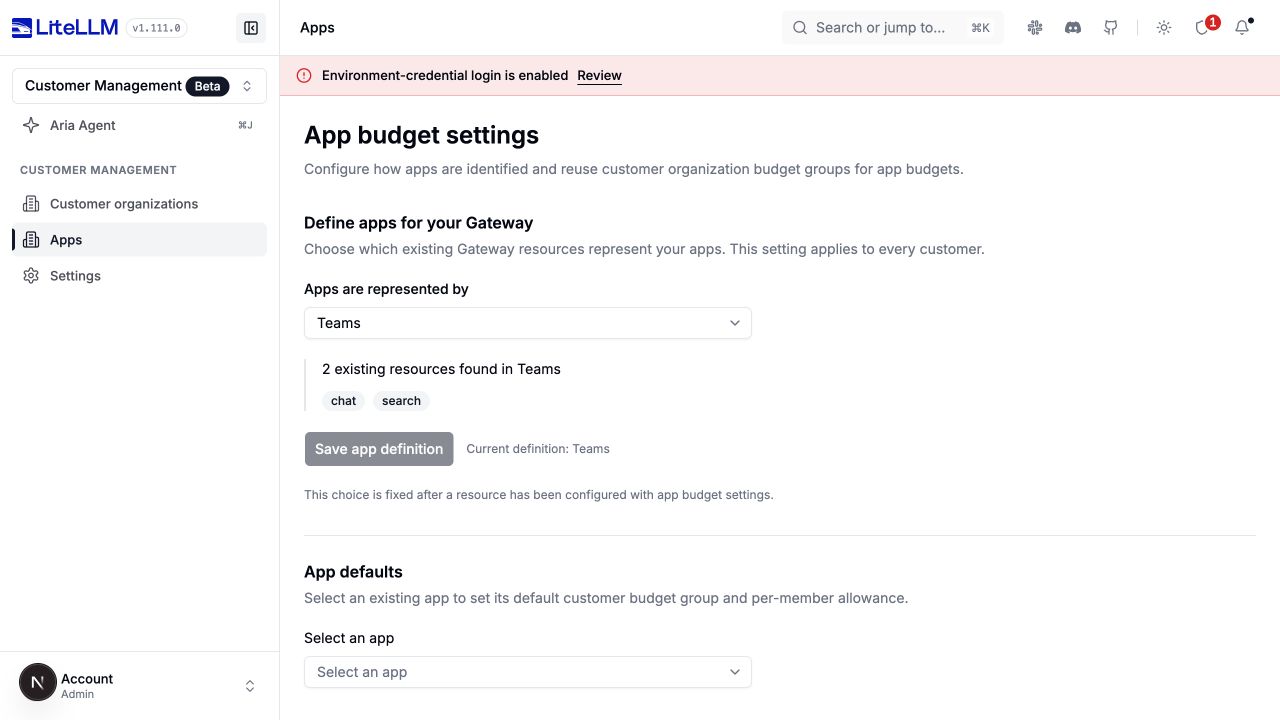 LiteLLM v1.111.0
Apps
Search or jump to... ⌘K
1
Environment-credential login is enabled Review
Customer Management Beta
Aria Agent ⌘J
CUSTOMER MANAGEMENT
Customer organizations
Apps
Settings
App budget settings
Configure how apps are identified and reuse customer organization budget groups for app budgets.
Define apps for your Gateway
Choose which existing Gateway resources represent your apps. This setting applies to every customer.
Apps are represented by
Teams
2 existing resources found in Teams
chat search
Save app definition Current definition: Teams
This choice is fixed after a resource has been configured with app budget settings.
App defaults
Select an existing app to set its default customer budget group and per-member allowance.
Select an app
Select an app
N
Account
Admin